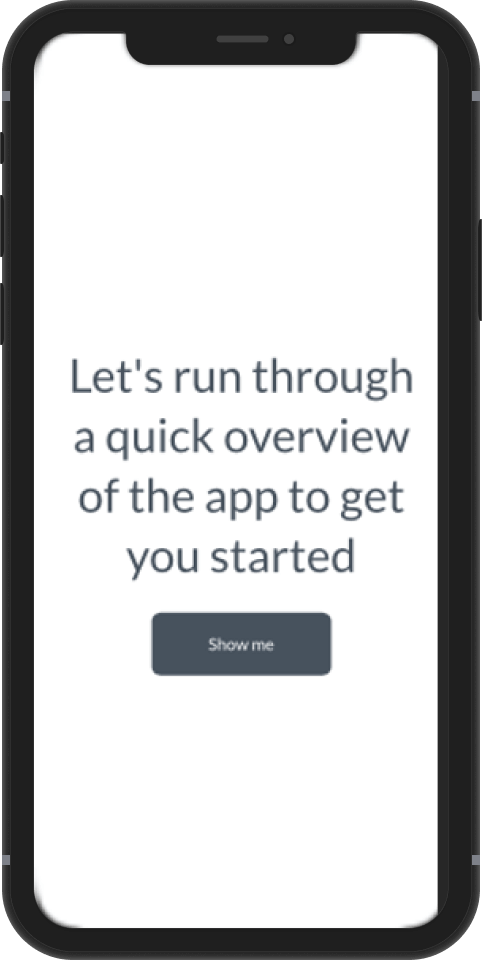 Let's run through
a quick overview
of the app to get
you started
Show me